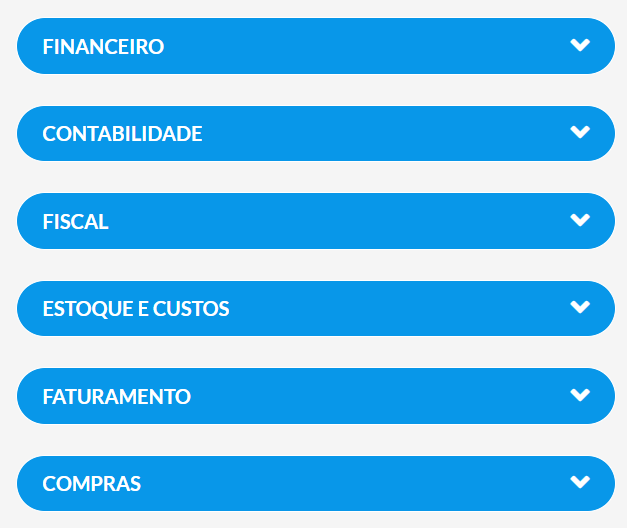 FINANCEIRO
CONTABILIDADE
FISCAL
ESTOQUE E CUSTOS
FATURAMENTO
COMPRAS